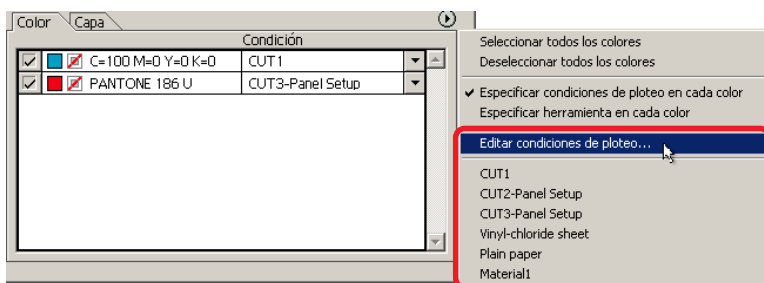 Color Capa
Condición
C=100 M=0 Y=0 K=0 CUT1
PANTONE 186 U CUT3-Panel Setup
Seleccionar todos los colores
Deseleccionar todos los colores
Especificar condiciones de ploteo en cada color
Especificar herramienta en cada color
Editar condiciones de ploteo...
CUT1
CUT2-Panel Setup
CUT3-Panel Setup
Vinyl-chloride sheet
Plain paper
Material1